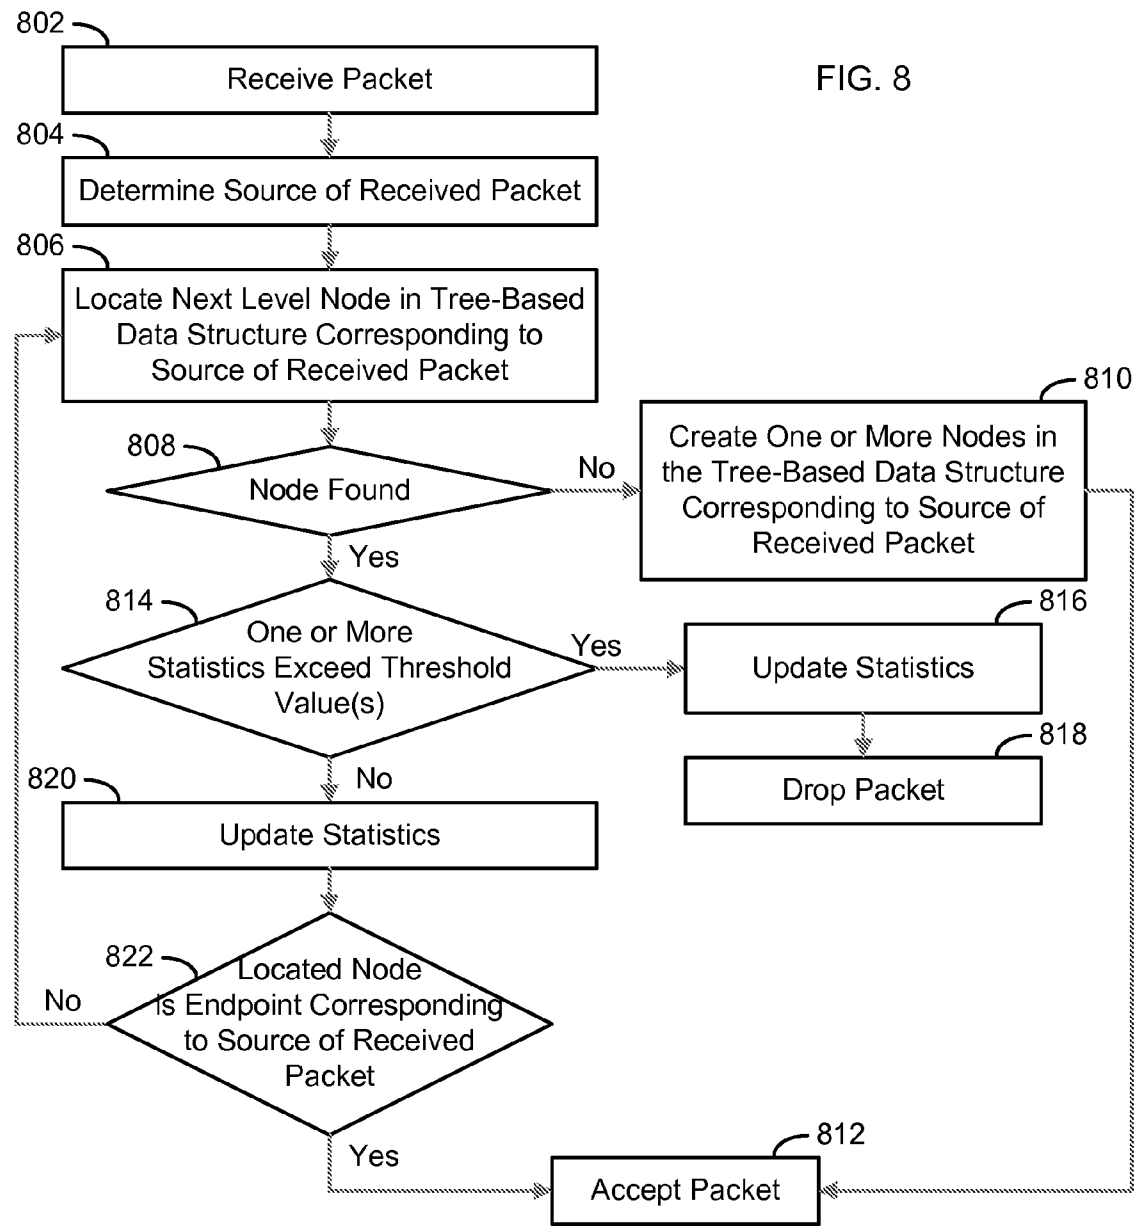 802
Receive Packet
FIG. 8
804
Determine Source of Received Packet
806
Locate Next Level Node in Tree-Based
Data Structure Corresponding to
Source of Received Packet
808
Node Found
No
810
Create One or More Nodes in
the Tree-Based Data Structure
Corresponding to Source of
Received Packet
Yes
814
One or More
Statistics Exceed Threshold
Value(s)
Yes
816
Update Statistics
818
Drop Packet
No
820
Update Statistics
822
Located Node
Is Endpoint Corresponding
to Source of Received
Packet
No
Yes
812
Accept Packet